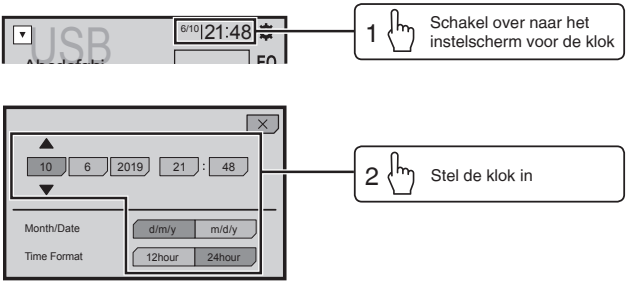 USB
6/10 21:48
1 Schakel over naar het
instelscherm voor de klok
10 6 2019 21 : 48
2 Stel de klok in
Month/Date d/m/y m/d/y
Time Format 12hour 24hour